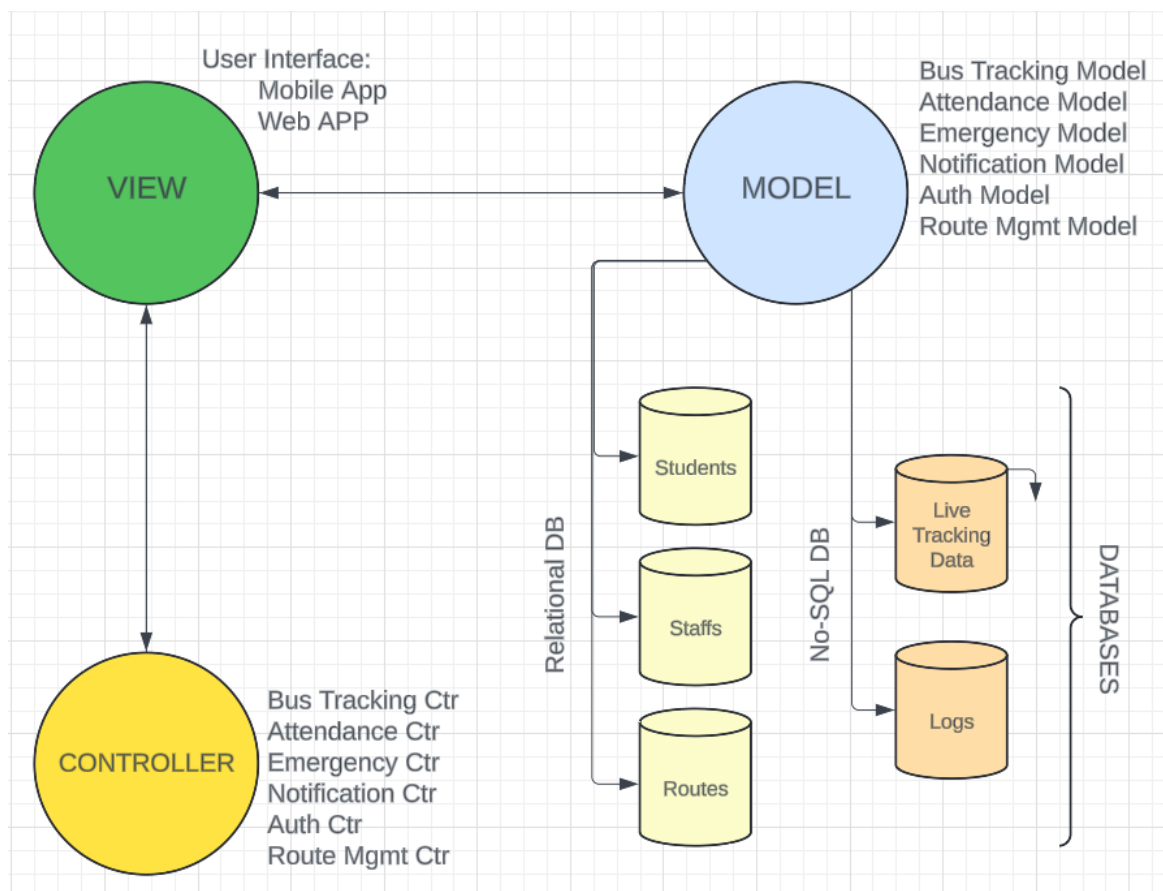 User Interface:
Mobile App
Web APP
VIEW
MODEL
Bus Tracking Model
Attendance Model
Emergency Model
Notification Model
Auth Model
Route Mgmt Model
Relational DB
Students
Staffs
Routes
No-SQL DB
Live
Tracking
Data
Logs
DATABASES
CONTROLLER
Bus Tracking Ctr
Attendance Ctr
Emergency Ctr
Notification Ctr
Auth Ctr
Route Mgmt Ctr